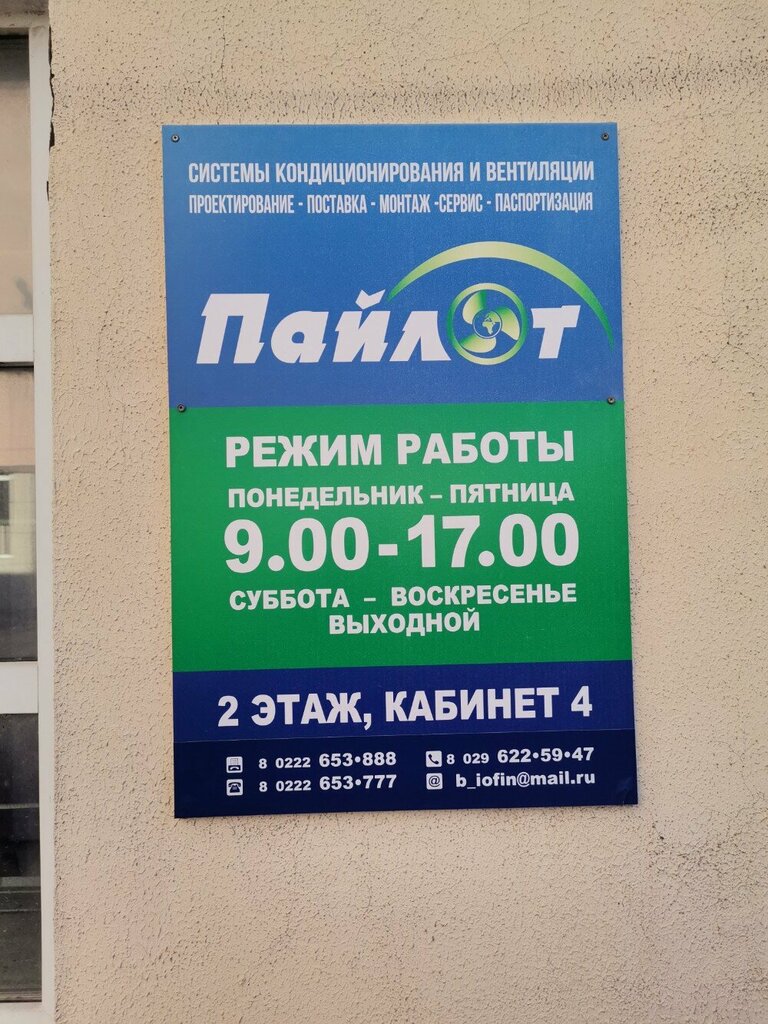 СИСТЕМЫ КОНДИЦИОНИРОВАНИЯ И ВЕНТИЛЯЦИИ
ПРОЕКТИРОВАНИЕ - ПОСТАВКА - МОНТАЖ -СЕРВИС - ПАСПОРТИЗАЦИЯ
Пайлот
РЕЖИМ РАБОТЫ
ПОНЕДЕЛЬНИК – ПЯТНИЦА
9.00-17.00
СУББОТА – ВОСКРЕСЕНЬЕ
ВЫХОДНОЙ
2 ЭТАЖ, КАБИНЕТ 4
8 0222 653•888 8 029 622•59•47
8 0222 653•777 @ b_iofin@mail.ru